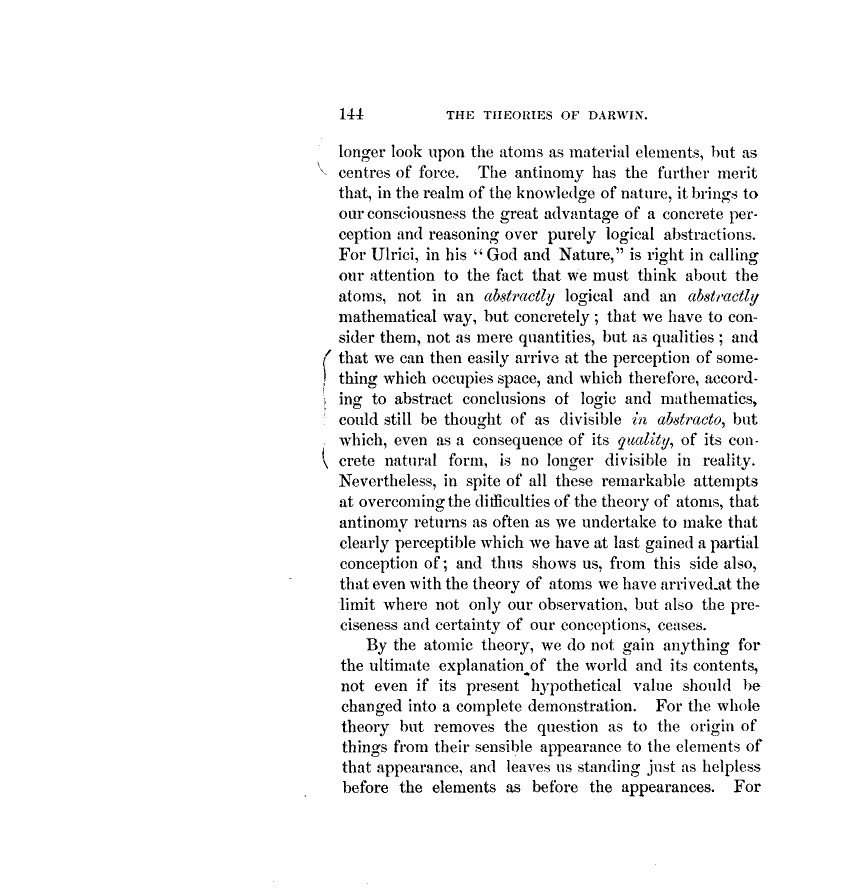 144 THE THEORIES OF DARWIN.
longer look upon the atoms as material elements, but as
centres of force. The antinomy has the further merit
that, in the realm of the knowledge of nature, it brings to
our consciousness the great advantage of a concrete per-
ception and reasoning over purely logical abstractions.
For Ulrici, in his “God and Nature,” is right in calling
our attention to the fact that we must think about the
atoms, not in an abstractly logical and an abstractly
mathematical way, but concretely ; that we have to con-
sider them, not as mere quantities, but as qualities ; and
that we can then easily arrive at the perception of some-
thing which occupies space, and which therefore, accord-
ing to abstract conclusions of logic and mathematics,
could still be thought of as divisible in abstracto, but
which, even as a consequence of its quality, of its con-
crete natural form, is no longer divisible in reality.
Nevertheless, in spite of all these remarkable attempts
at overcoming the difficulties of the theory of atoms, that
antinomy returns as often as we undertake to make that
clearly perceptible which we have at last gained a partial
conception of ; and thus shows us, from this side also,
that even with the theory of atoms we have arrived at the
limit where not only our observation, but also the pre-
ciseness and certainty of our conceptions, ceases.
By the atomic theory, we do not gain anything for
the ultimate explanation of the world and its contents,
not even if its present hypothetical value should be
changed into a complete demonstration. For the whole
theory but removes the question as to the origin of
things from their sensible appearance to the elements of
that appearance, and leaves us standing just as helpless
before the elements as before the appearances. For